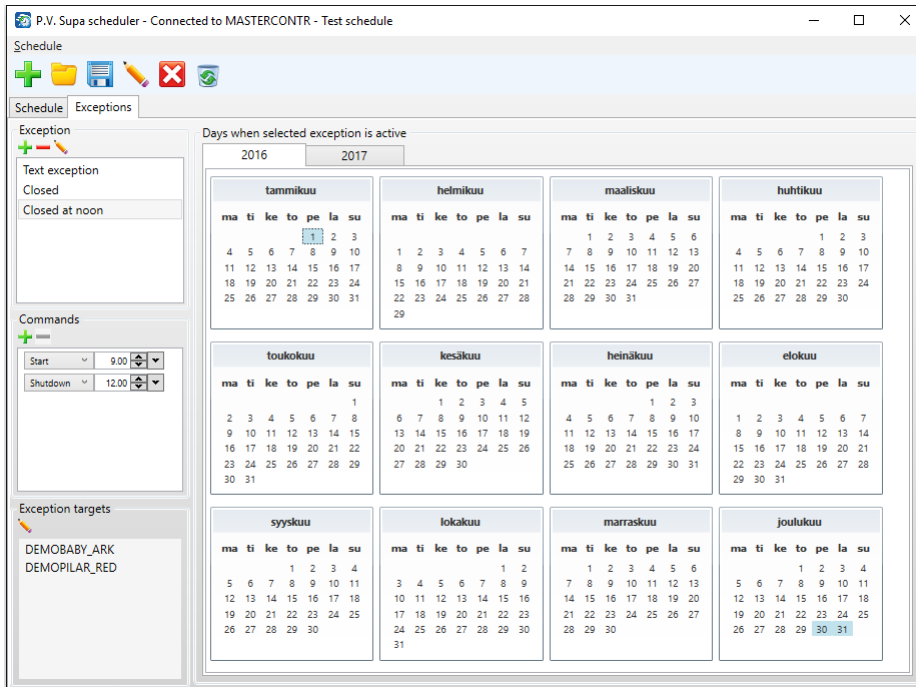 P.V. Supa scheduler - Connected to MASTERCONTR - Test schedule
Schedule
Schedule Exceptions
Exception
Text exception
Closed
Closed at noon
Commands
Start 9.00
Shutdown 12.00
Exception targets
DEMOBABY_ARK
DEMOPILAR_RED
Days when selected exception is active
2016 2017
tammikuu
ma ti ke to pe la su
1 2 3
4 5 6 7 8 9 10
11 12 13 14 15 16 17
18 19 20 21 22 23 24
25 26 27 28 29 30 31
helmikuu
ma ti ke to pe la su
1 2 3 4 5 6 7
8 9 10 11 12 13 14
15 16 17 18 19 20 21
22 23 24 25 26 27 28
29
maaliskuu
ma ti ke to pe la su
1 2 3 4 5 6
7 8 9 10 11 12 13
14 15 16 17 18 19 20
21 22 23 24 25 26 27
28 29 30 31
huhtikuu
ma ti ke to pe la su
1 2 3
4 5 6 7 8 9 10
11 12 13 14 15 16 17
18 19 20 21 22 23 24
25 26 27 28 29 30
toukokuu
ma ti ke to pe la su
1
2 3 4 5 6 7 8
9 10 11 12 13 14 15
16 17 18 19 20 21 22
23 24 25 26 27 28 29
30 31
kesäkuu
ma ti ke to pe la su
1 2 3 4 5
6 7 8 9 10 11 12
13 14 15 16 17 18 19
20 21 22 23 24 25 26
27 28 29 30
heinäkuu
ma ti ke to pe la su
1 2 3
4 5 6 7 8 9 10
11 12 13 14 15 16 17
18 19 20 21 22 23 24
25 26 27 28 29 30 31
elokuu
ma ti ke to pe la su
1 2 3 4 5 6 7
8 9 10 11 12 13 14
15 16 17 18 19 20 21
22 23 24 25 26 27 28
29 30 31
syyskuu
ma ti ke to pe la su
1 2 3 4
5 6 7 8 9 10 11
12 13 14 15 16 17 18
19 20 21 22 23 24 25
26 27 28 29 30
lokakuu
ma ti ke to pe la su
1 2
3 4 5 6 7 8 9
10 11 12 13 14 15 16
17 18 19 20 21 22 23
24 25 26 27 28 29 30
31
marraskuu
ma ti ke to pe la su
1 2 3 4 5 6
7 8 9 10 11 12 13
14 15 16 17 18 19 20
21 22 23 24 25 26 27
28 29 30
joulukuu
ma ti ke to pe la su
1 2 3 4
5 6 7 8 9 10 11
12 13 14 15 16 17 18
19 20 21 22 23 24 25
26 27 28 29 30 31